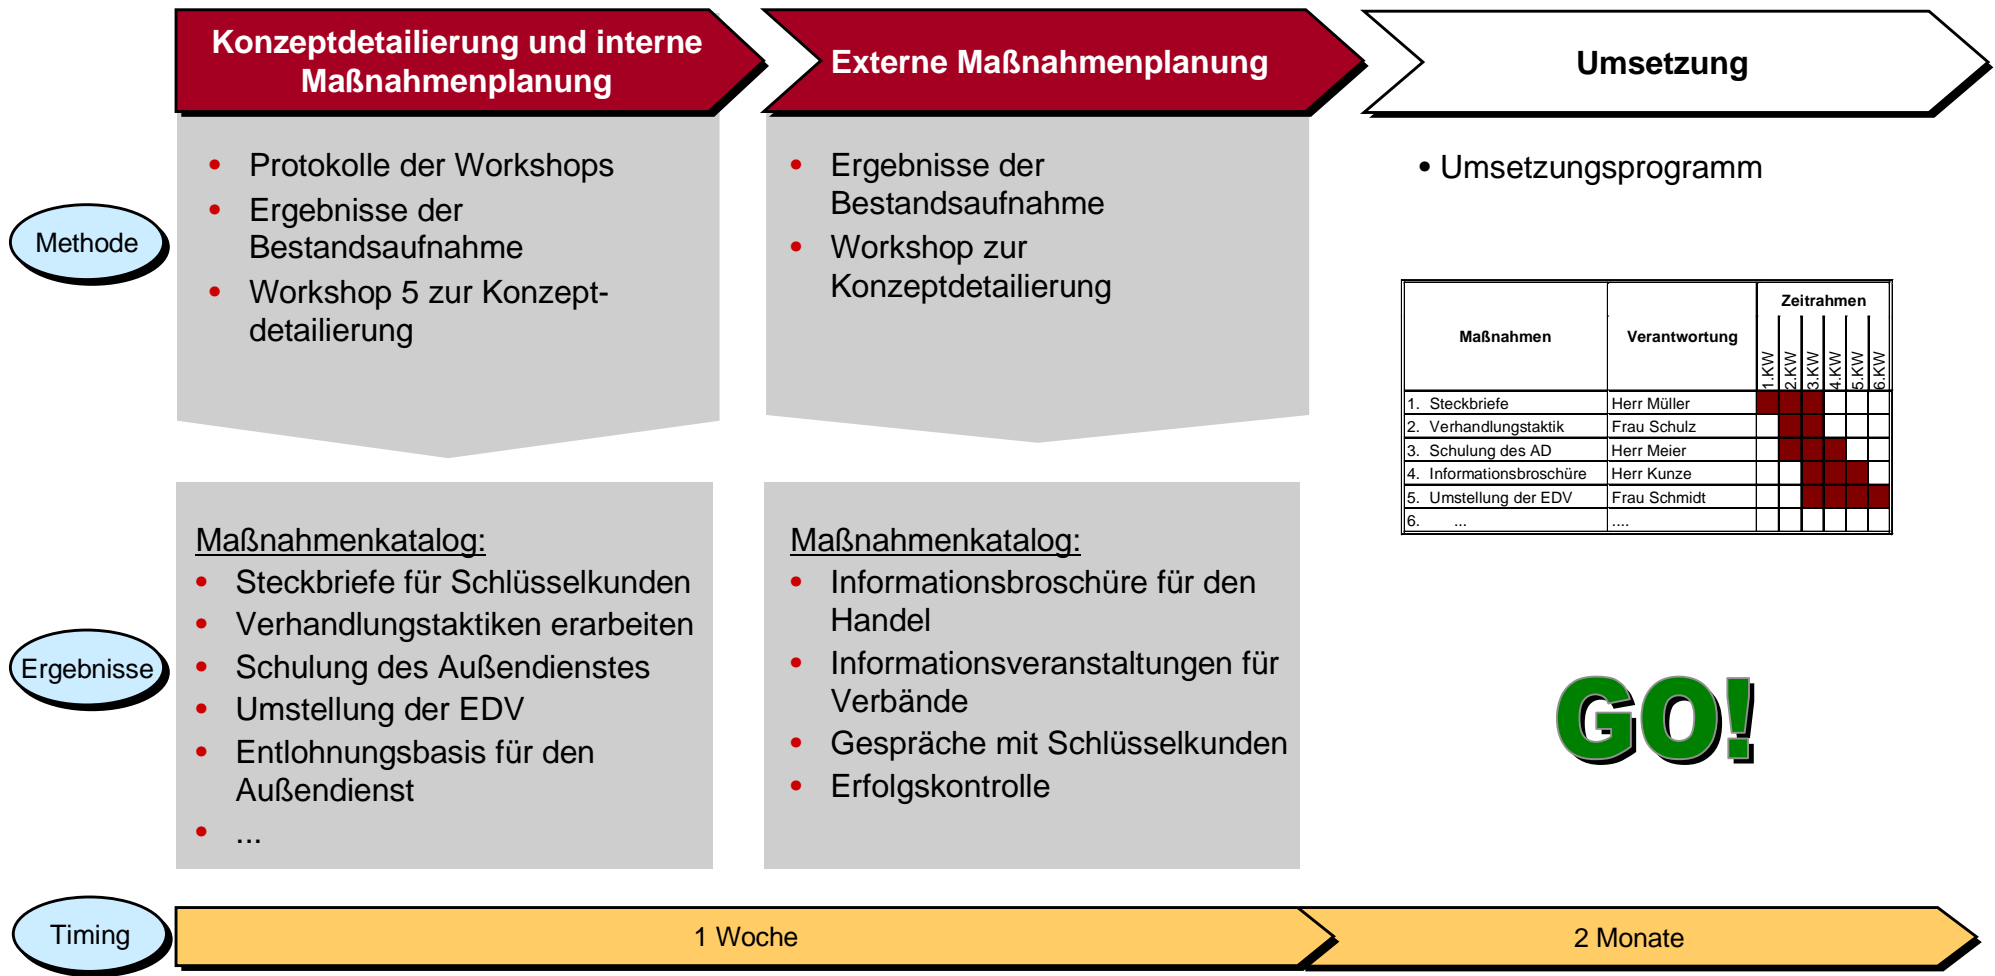 Konzeptdetailierung und interne
Maßnahmenplanung
Externe Maßnahmenplanung
Umsetzung
Methode
• Protokolle der Workshops
• Ergebnisse der
Bestandsaufnahme
• Workshop 5 zur Konzept-
detailierung
• Ergebnisse der
Bestandsaufnahme
• Workshop zur
Konzeptdetailierung
• Umsetzungsprogramm
Maßnahmen Verantwortung Zeitrahmen
1.KW 2.KW 3.KW 4.KW 5.KW 6.KW
1. Steckbriefe Herr Müller
2. Verhandlungstaktik Frau Schulz
3. Schulung des AD Herr Meier
4. Informationsbroschüre Herr Kunze
5. Umstellung der EDV Frau Schmidt
6. ... ....
Ergebnisse
Maßnahmenkatalog:
• Steckbriefe für Schlüsselkunden
• Verhandlungstaktiken erarbeiten
• Schulung des Außendienstes
• Umstellung der EDV
• Entlohnungsbasis für den
Außendienst
• ...
Maßnahmenkatalog:
• Informationsbroschüre für den
Handel
• Informationsveranstaltungen für
Verbände
• Gespräche mit Schlüsselkunden
• Erfolgskontrolle
GO!
Timing
1 Woche
2 Monate